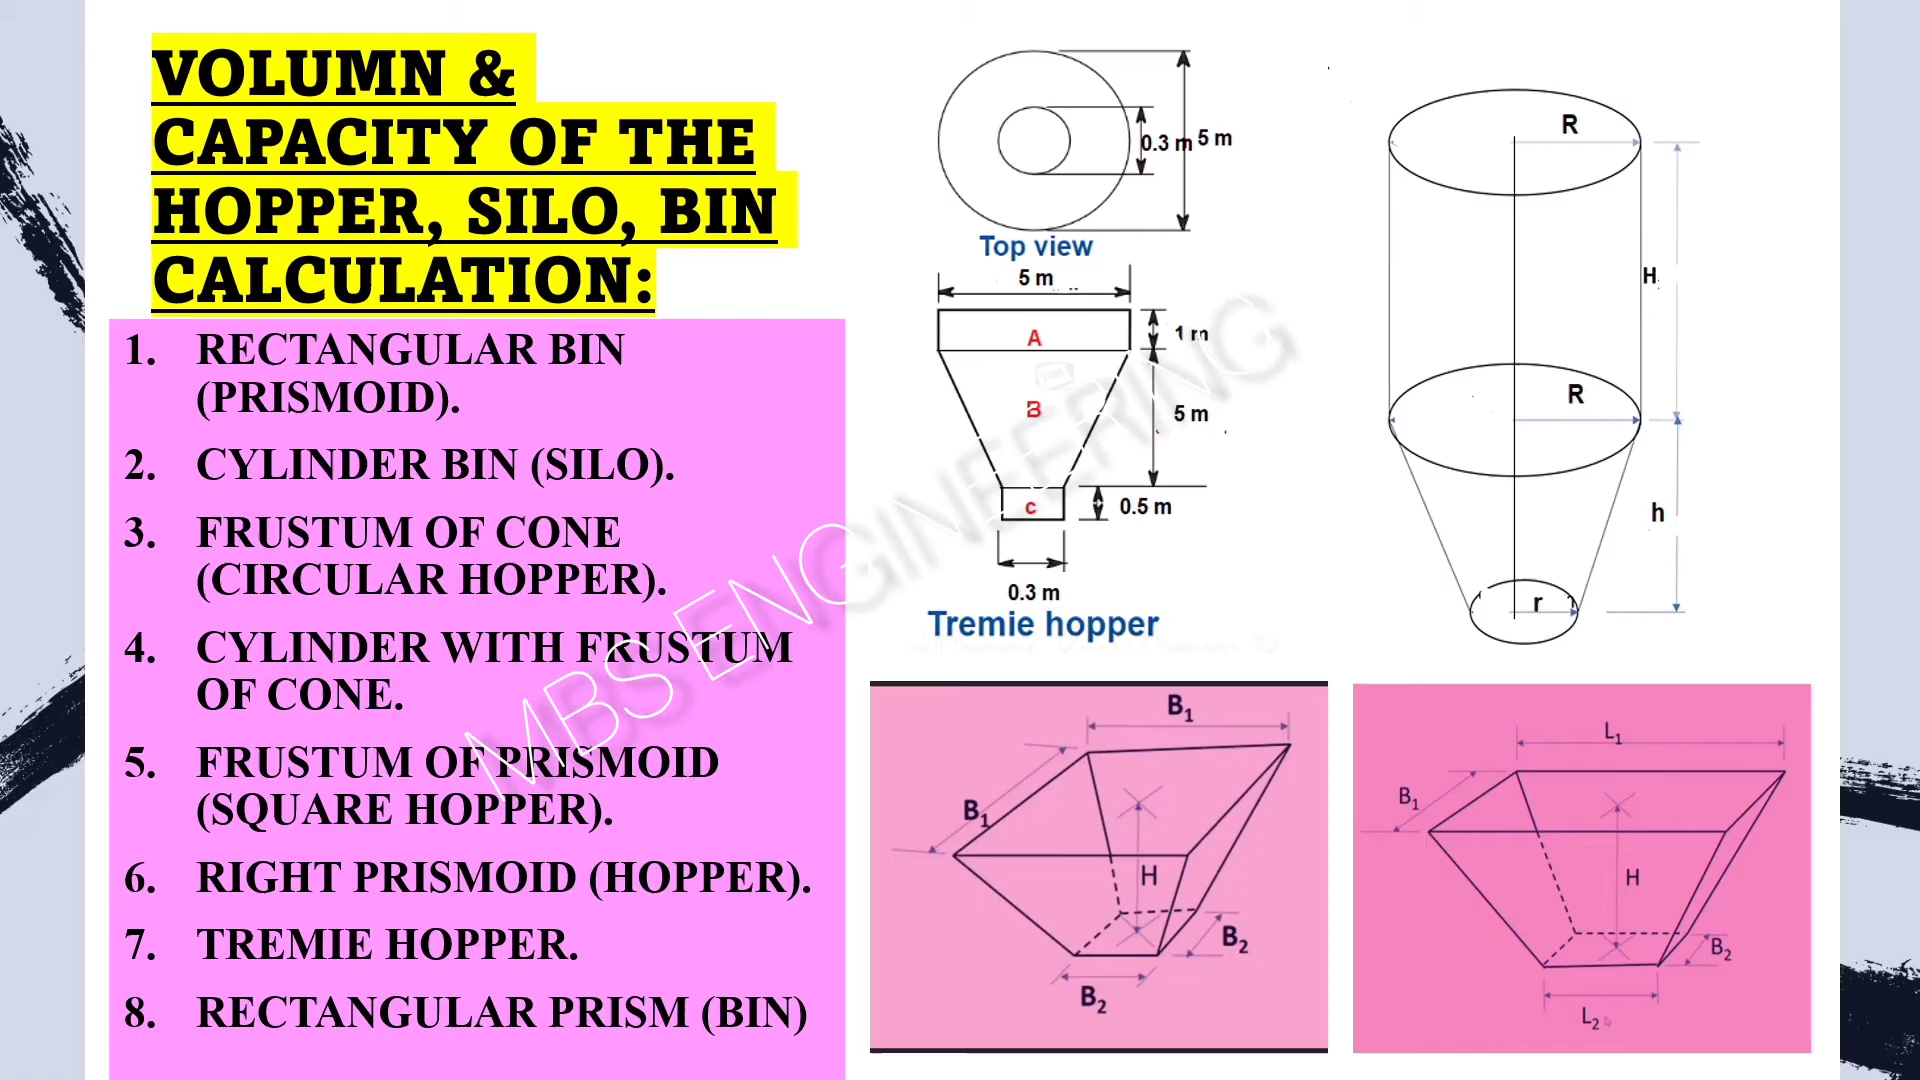 VOLUMN &
CAPACITY OF THE
HOPPER, SILO, BIN
CALCULATION:
1. RECTANGULAR BIN
(PRISMOID).
2. CYLINDER BIN (SILO).
3. FRUSTUM OF CONE
(CIRCULAR HOPPER).
4. CYLINDER WITH FRUSTUM
OF CONE.
5. FRUSTUM OF PRISMOID
(SQUARE HOPPER).
6. RIGHT PRISMOID (HOPPER).
7. TREMIE HOPPER.
8. RECTANGULAR PRISM (BIN)
0.3 m
5 m
Top view
5 m
A
1 m
B
5 m
c
0.5 m
0.3 m
Tremie hopper
R
H
R
h
r
B1
B1
H
B2
B2
L1
B1
H
B2
L2
MBS ENGINEERING